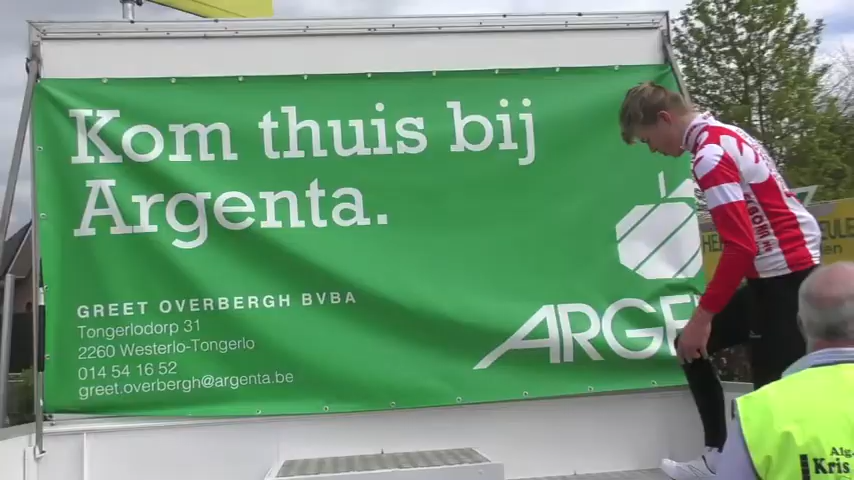 Kom thuis bij
Argenta.
GREET OVERBERGH BVBA
Tongerlodorp 31
2260 Westerlo-Tongerlo
014 54 16 52
greet.overbergh@argenta.be
ARGE
Alg.
Kris